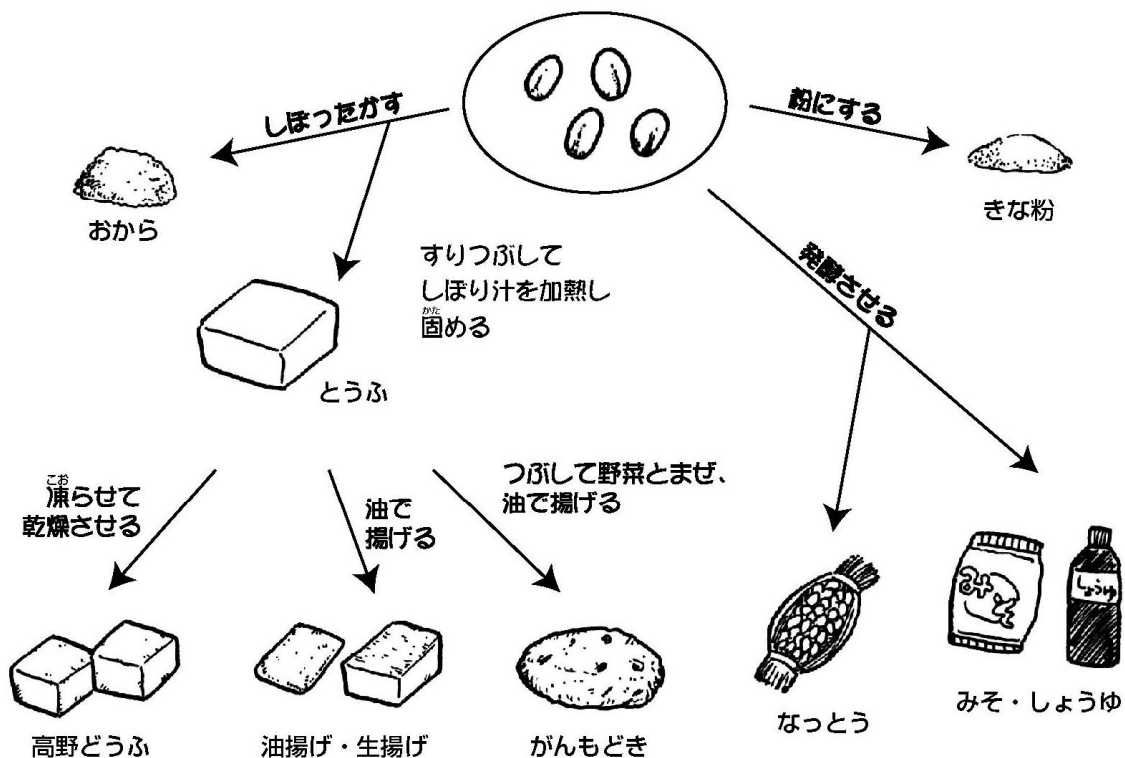 しぼったかす
粉にする
おから
きな粉
すりつぶして
しぼり汁を加熱し
かた
固める
とうふ
発酵させる
こお
凍らせて
乾燥させる
油で
揚げる
つぶして野菜とまぜ、
油で揚げる
みそ
しょうゆ
高野どうふ
油揚げ・生揚げ
がんもどき
なっとう
みそ・しょうゆ